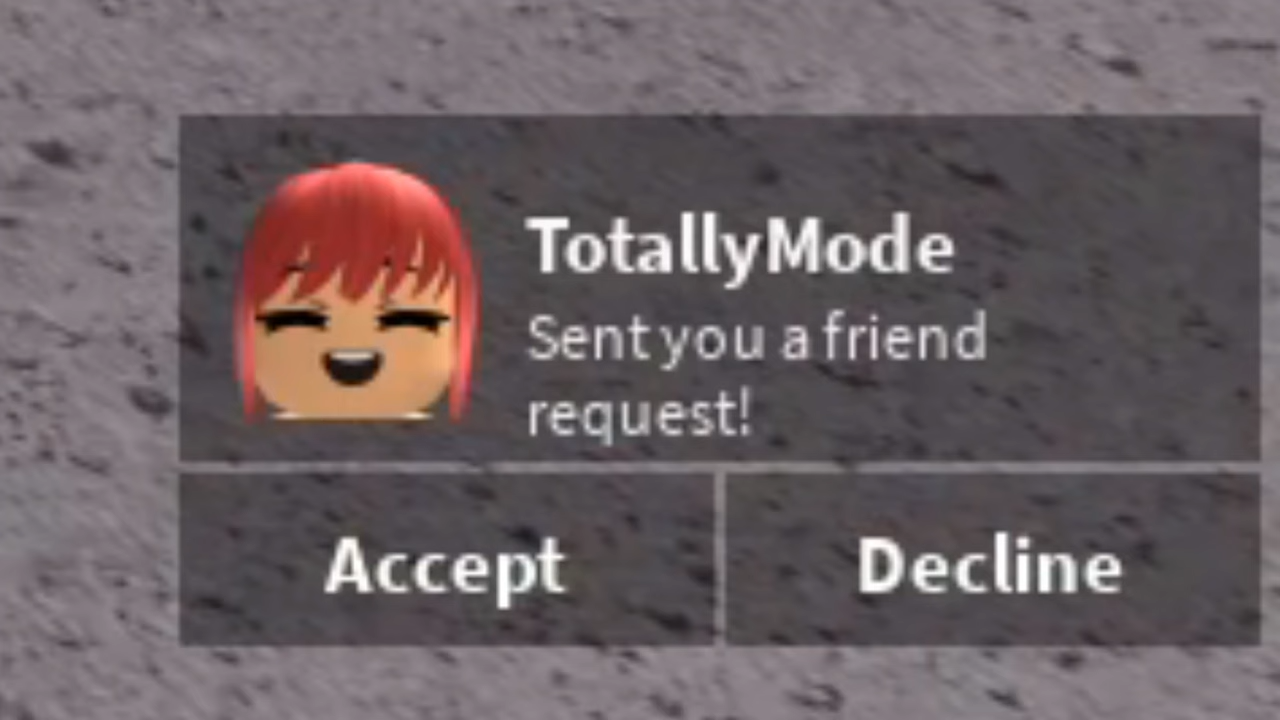 TotallyMode
Sent you a friend
request!
Accept
Decline